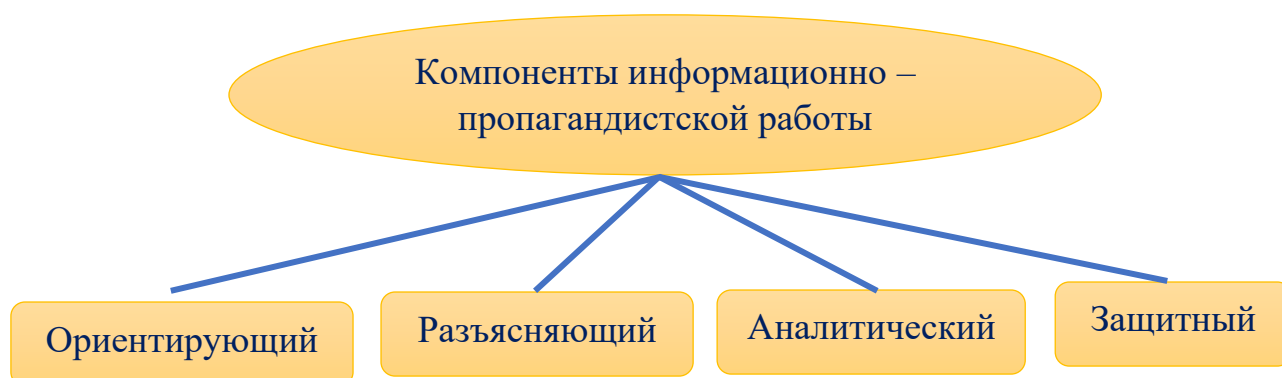 Компоненты информационно –
пропагандистской работы
Ориентирующий
Разъясняющий
Аналитический
Защитный